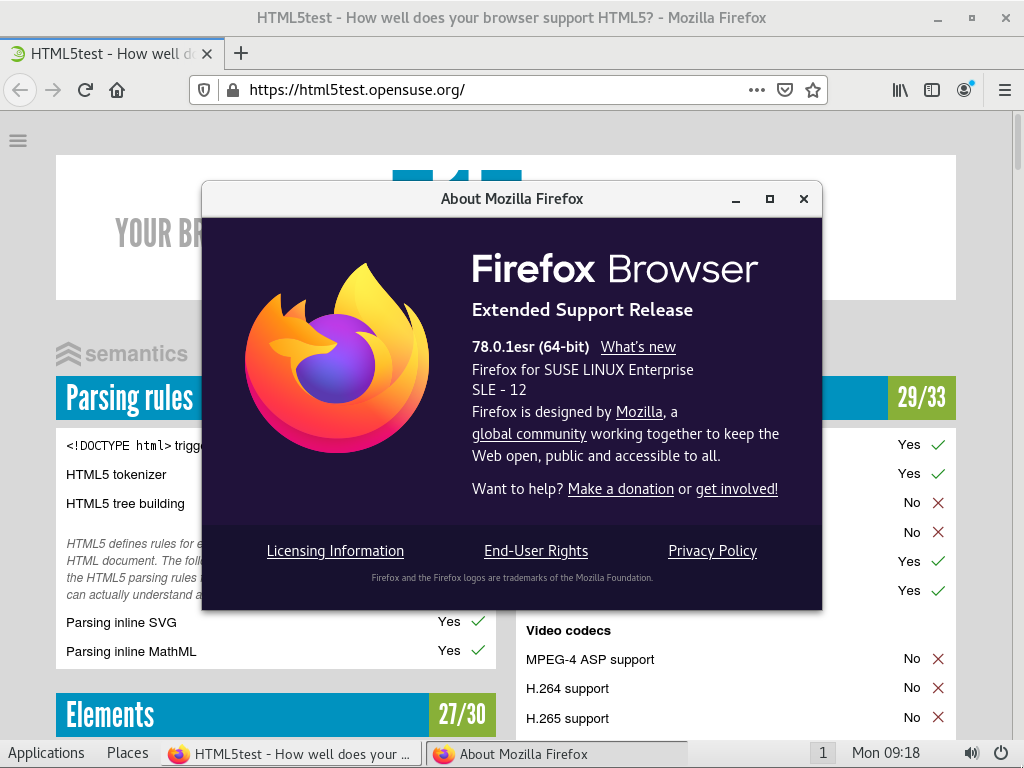 HTML5test - How well does your browser support HTML5? - Mozilla Firefox
HTML5test - How well d
https://html5test.opensuse.org/
YOUR BR
About Mozilla Firefox
Firefox Browser
Extended Support Release
78.0.1esr (64-bit) What's new
Firefox for SUSE LINUX Enterprise
SLE - 12
Firefox is designed by Mozilla, a
global community working together to keep the
Web open, public and accessible to all.
Want to help? Make a donation or get involved!
Licensing Information End-User Rights Privacy Policy
Firefox and the Firefox logos are trademarks of the Mozilla Foundation.
semantics
Parsing rules
<!DOCTYPE html> trigg
HTML5 tokenizer
HTML5 tree building
HTML5 defines rules for
HTML document. The
the HTML5 parsing rules
can actually understand
Parsing inline SVG Yes
Parsing inline MathML Yes
Elements 27/30
29/33
Yes
Yes
No
No
Yes
Yes
Video codecs
MPEG-4 ASP support No
H.264 support No
H.265 support No
Applications Places HTML5test - How well does your ... About Mozilla Firefox 1 Mon 09:18